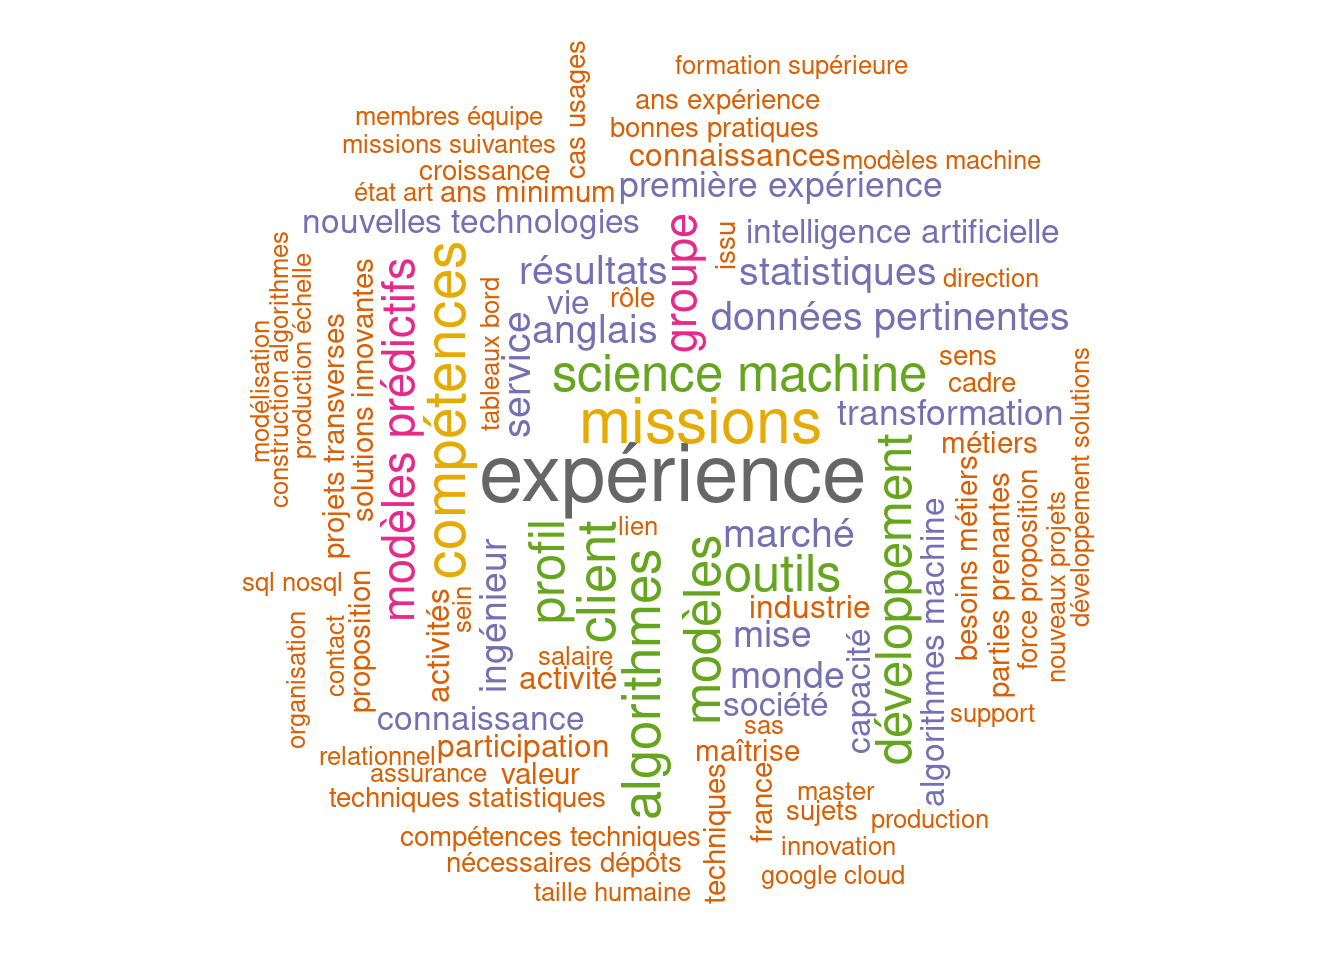 cas usages
formation supérieure
ans expérience
membres équipe
bonnes pratiques
missions suivantes
connaissances
modèles machine
croissance
état art
ans minimum
première expérience
nouvelles technologies
groupe
issu
intelligence artificielle
modélisation
construction algorithmes
production échelle
projets transverses
solutions innovantes
modèles prédictifs
compétences
résultats
statistiques
direction
tableaux bord
service
vie
rôle
anglais
données pertinentes
science machine
sens
cadre
développement solutions
missions
transformation
métiers
expérience
développement
algorithmes machine
besoins métiers
parties prenantes
force proposition
nouveaux projets
profil
client
lien
marché
modèles
outils
sql nosql
organisation
contact
proposition
activités
sein
ingénieur
algorithmes
industrie
mise
capacité
salaire
activité
monde
société
support
connaissance
sas
relationnel
participation
maîtrise
assurance
valeur
techniques
france
techniques statistiques
master
sujets
production
compétences techniques
innovation
nécessaires dépôts
google cloud
taille humaine